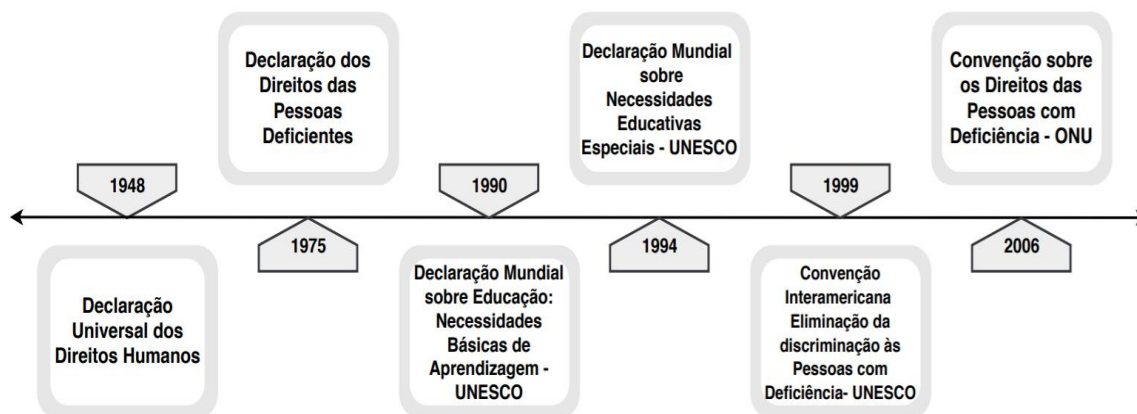 Declaração dos
Direitos das
Pessoas
Deficientes
Declaração Mundial
sobre
Necessidades
Educativas
Especiais - UNESCO
Convenção sobre
os Direitos das
Pessoas com
Deficiência - ONU
1948
1990
1999
1975
1994
2006
Declaração
Universal dos
Direitos Humanos
Declaração Mundial
sobre Educação:
Necessidades
Básicas de
Aprendizagem -
UNESCO
Convenção
Interamericana
Eliminação da
discriminação às
Pessoas com
Deficiência- UNESCO